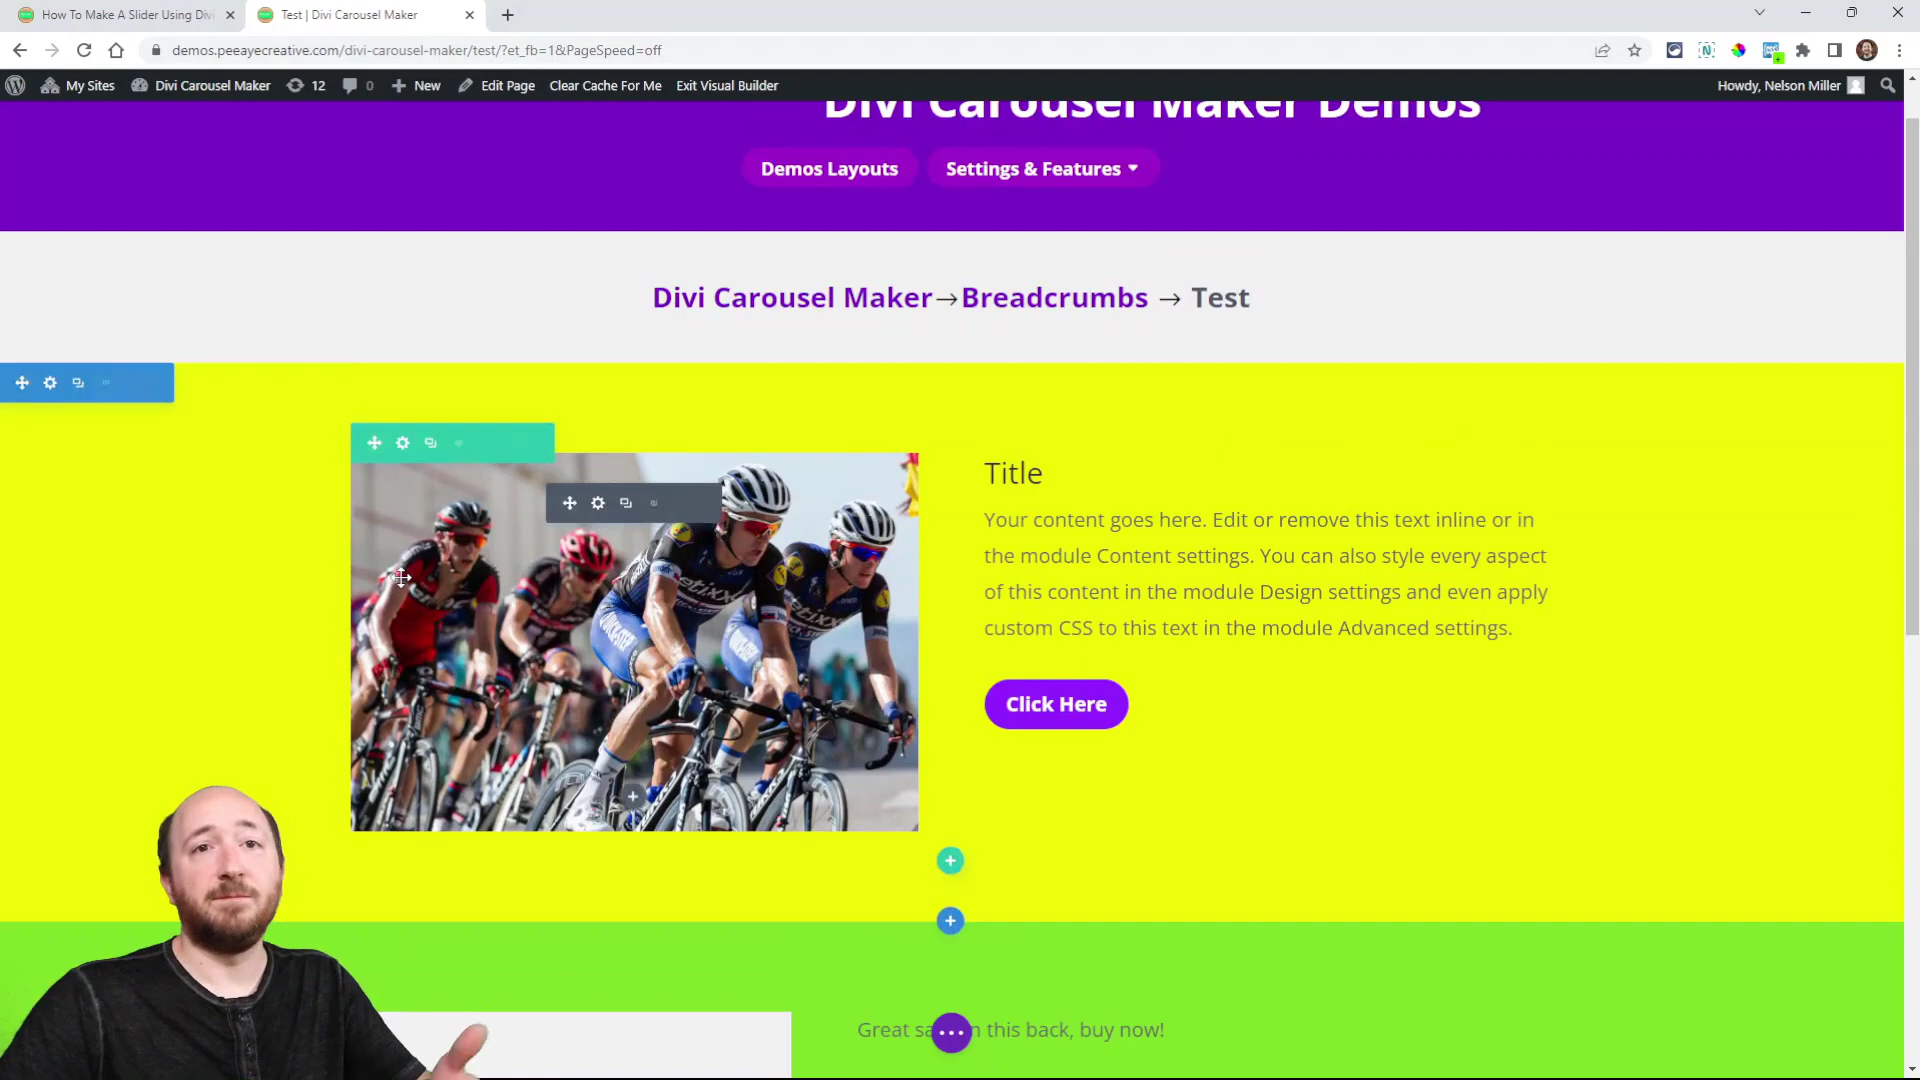 How To Make A Slider Using Divi
Test | Divi Carousel Maker
demos.peeayecreative.com/divi-carousel-maker/test/?et_fb=1&PageSpeed=off
My Sites
Divi Carousel Maker
12
0
New
Edit Page
Clear Cache For Me
Exit Visual Builder
Howdy, Nelson Miller
Divi Carousel Maker Demos
Demos Layouts
Settings & Features
Divi Carousel Maker→Breadcrumbs → Test
Title
Your content goes here. Edit or remove this text inline or in
the module Content settings. You can also style every aspect
of this content in the module Design settings and even apply
custom CSS to this text in the module Advanced settings.
Click Here
Great this back, buy now!